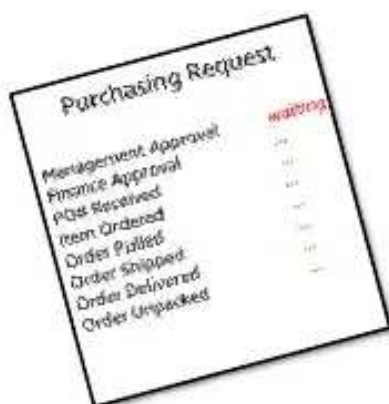 Purchasing Request
Management Approval waiting
Finance Approval ...
PO# Received ...
Item Ordered ...
Order Pulled ...
Order Shipped ...
Order Delivered ...
Order Unpacked ...